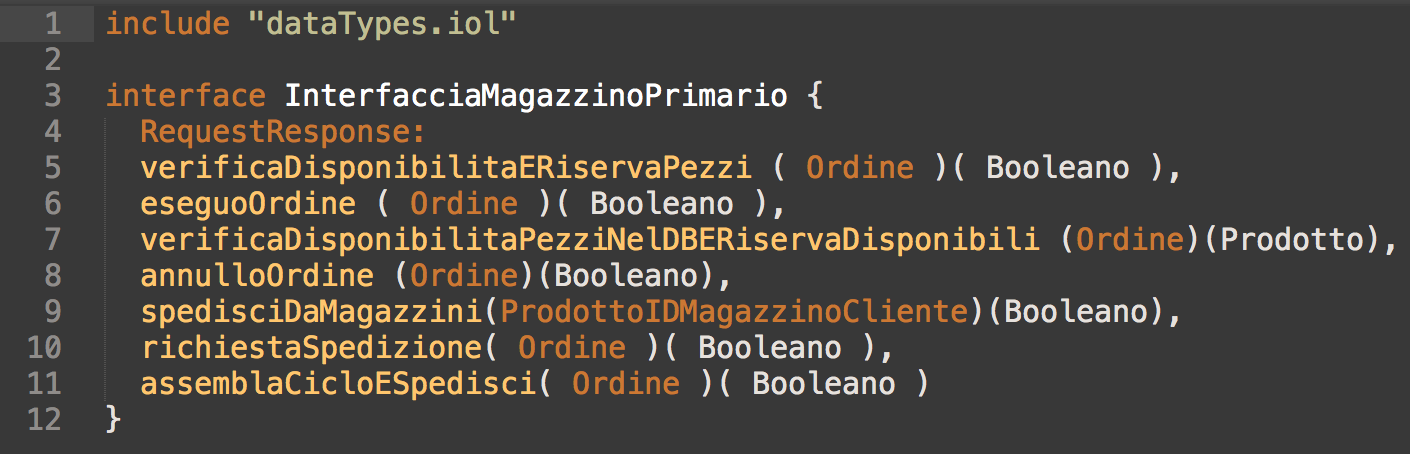 1 include "dataTypes.iol"
2
3 interface InterfacciaMagazzinoPrimario {
4 RequestResponse:
5 verificaDisponibilitaERiservaPezzi ( Ordine )( Booleano ),
6 eseguoOrdine ( Ordine )( Booleano ),
7 verificaDisponibilitaPezziNelDBERiservaDisponibili (Ordine)(Prodotto),
8 annulloOrdine (Ordine)(Booleano),
9 spedisciDaMagazzini(ProdottoIDMagazzinoCliente)(Booleano),
10 richiestaSpedizione( Ordine )( Booleano ),
11 assemblaCicloESpedisci( Ordine )( Booleano )
12 }